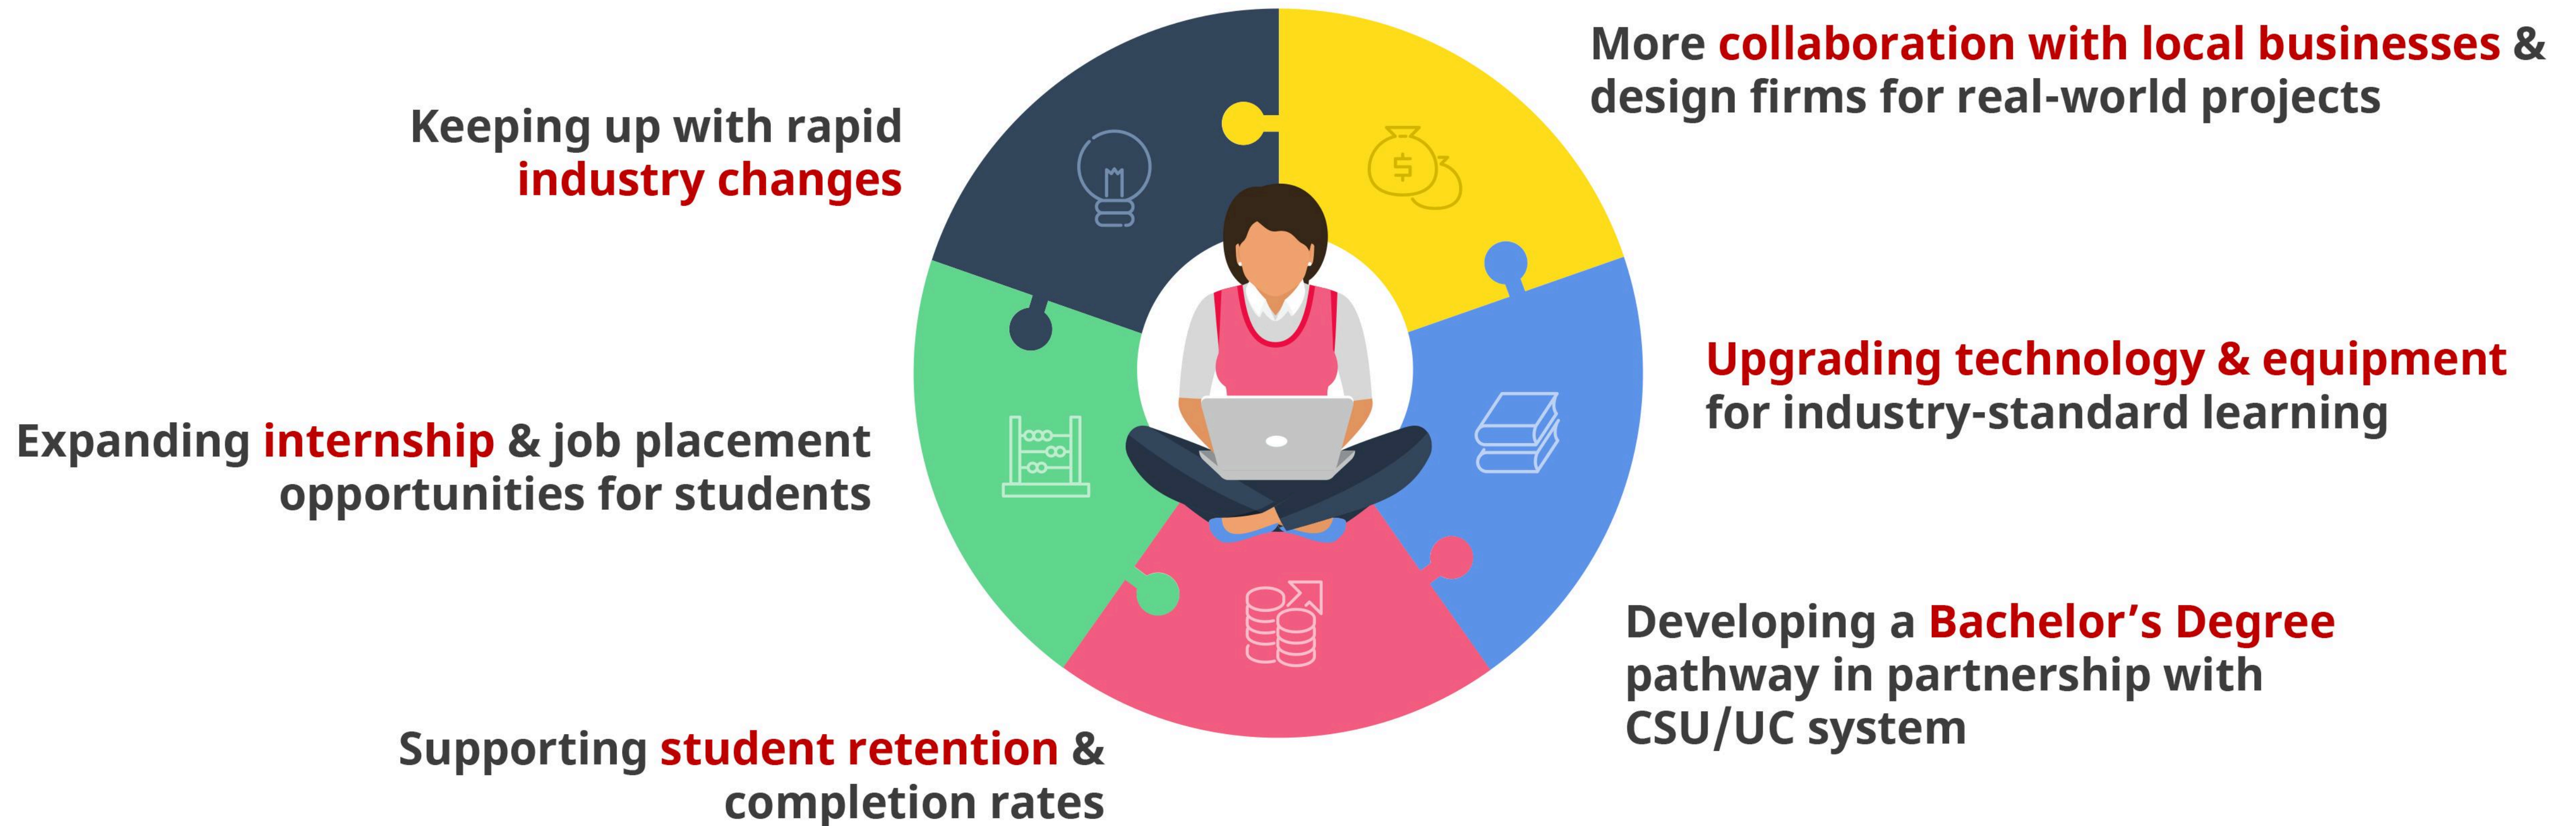 Keeping up with rapid
industry changes
Expanding internship & job placement
opportunities for students
Supporting student retention &
completion rates
More collaboration with local businesses &
design firms for real-world projects
Upgrading technology & equipment
for industry-standard learning
Developing a Bachelor’s Degree
pathway in partnership with
CSU/UC system
$